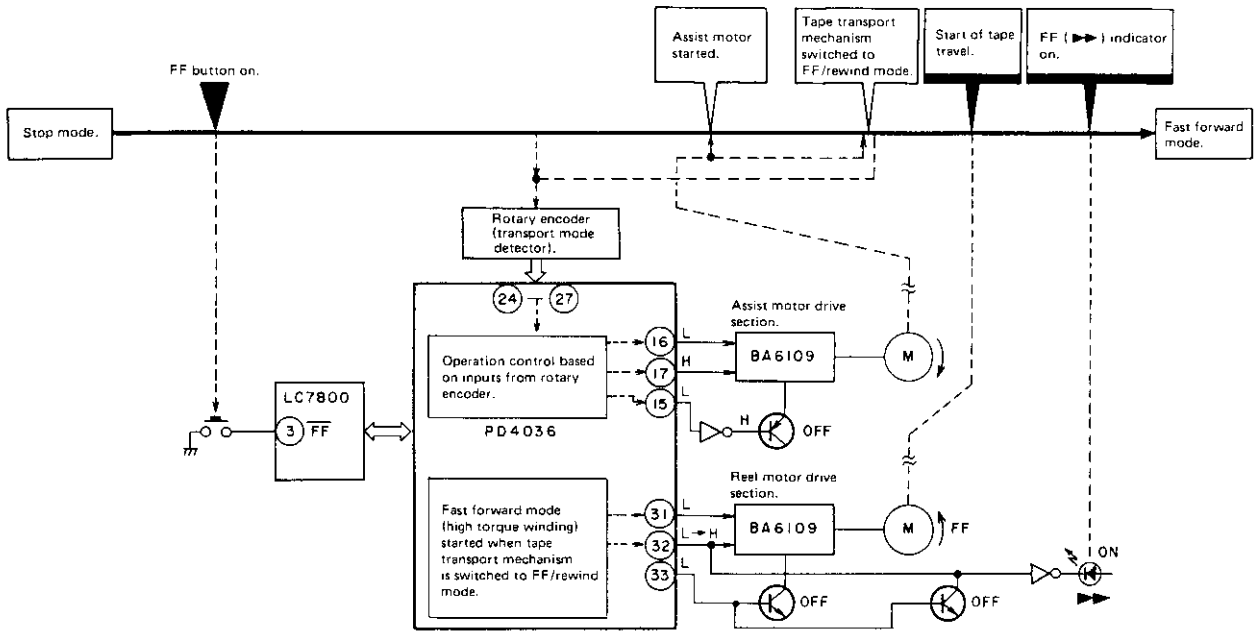 Assist motor
started.
Tape transport
mechanism
switched to
FF/rewind mode.
Start of tape
travel.
FF ( ▶▶ ) indicator
on.
FF button on.
Stop mode.
Fast forward
mode.
Rotary encoder
(transport mode
detector).
24 27
Assist motor drive
section.
Operation control based
on inputs from rotary
encoder.
16 L
17 H
15 L
BA6109
M
H
OFF
PD4036
LC7800
3 FF
Reel motor drive
section.
Fast forward mode
(high torque winding)
started when tape
transport mechanism
is switched to FF/rewind
mode.
31 L
32 L → H
33 L
BA6109
M
FF
OFF
OFF
ON